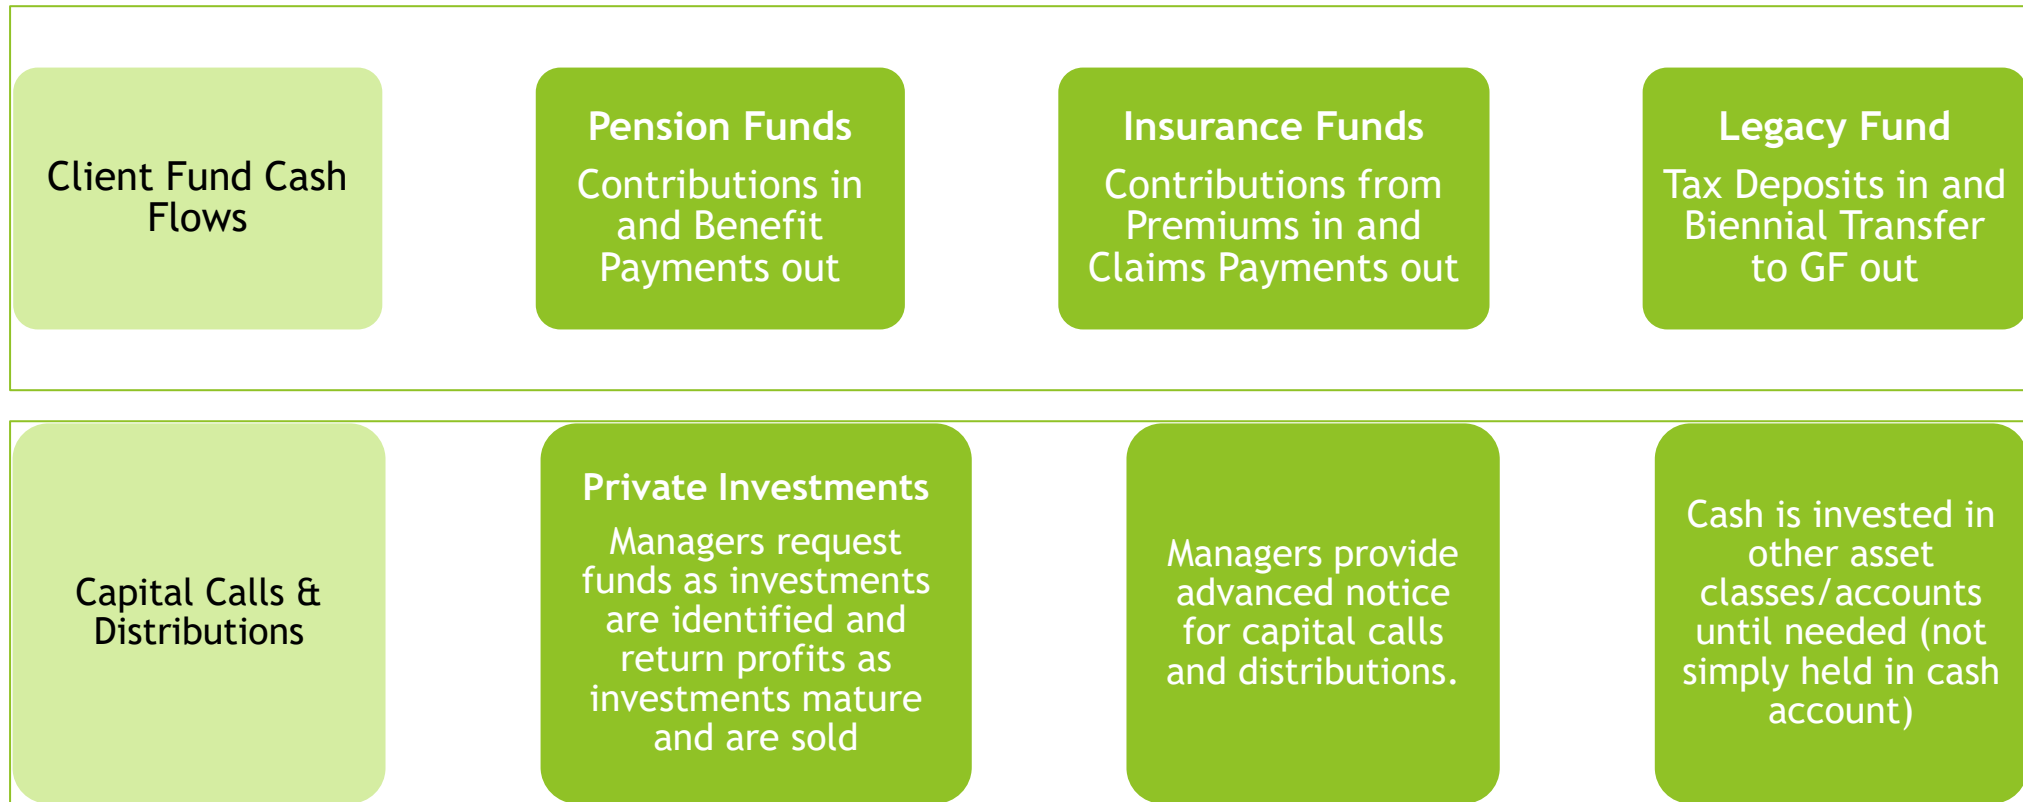 Client Fund Cash
Flows
Pension Funds
Contributions in
and Benefit
Payments out
Insurance Funds
Contributions from
Premiums in and
Claims Payments out
Legacy Fund
Tax Deposits in and
Biennial Transfer
to GF out
Capital Calls &
Distributions
Private Investments
Managers request
funds as investments
are identified and
return profits as
investments mature
and are sold
Managers provide
advanced notice
for capital calls
and distributions.
Cash is invested in
other asset
classes/accounts
until needed (not
simply held in cash
account)